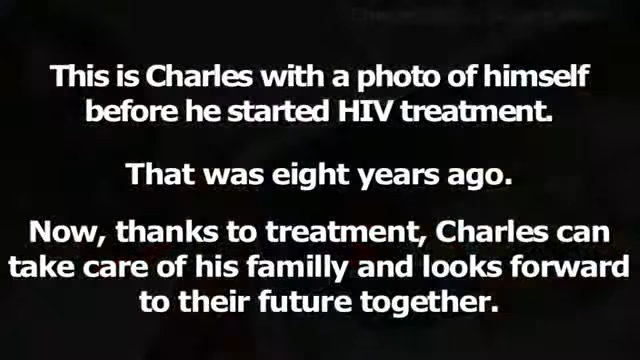 This is Charles with a photo of himself
before he started HIV treatment.
That was eight years ago.
Now, thanks to treatment, Charles can
take care of his familly and looks forward
to their future together.